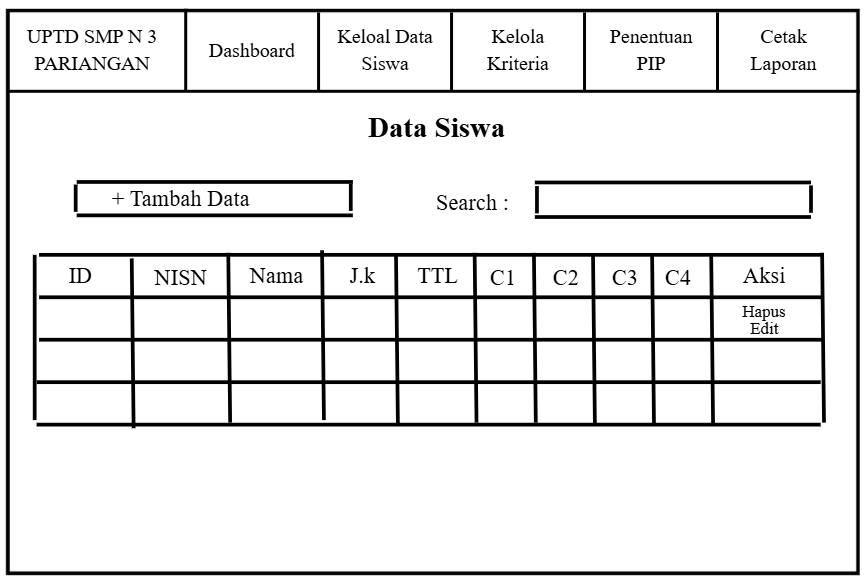 UPTD SMP N 3
PARIANGAN
Dashboard
Keloal Data
Siswa
Kelola
Kriteria
Penentuan
PIP
Cetak
Laporan
Data Siswa
+ Tambah Data
Search :
ID NISN Nama J.k TTL C1 C2 C3 C4 Aksi
Hapus
Edit